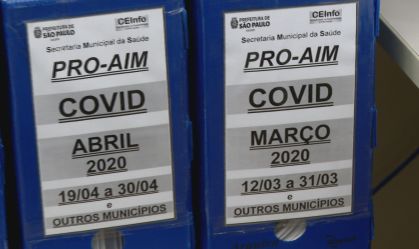 PREFEITURA DE
SÃO PAULO
CEInfo
Secretaria Municipal da Saúde
PRO-AIM
COVID
ABRIL
2020
19/04 a 30/04
e
OUTROS MUNICÍPIOS
PREFEITURA DE
SÃO PAULO
CEInfo
Secretaria Municipal da Saúde
PRO-AIM
COVID
MARÇO
2020
12/03 a 31/03
e
OUTROS MUNICÍPIOS